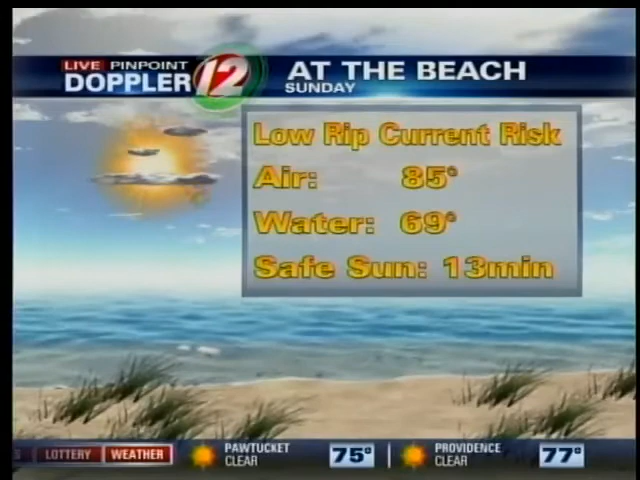 LIVE PINPOINT
DOPPLER 12
AT THE BEACH
SUNDAY
Low Rip Current Risk
Air: 85°
Water: 69°
Safe Sun: 13min
S LOTTERY WEATHER
PAWTUCKET
CLEAR
75°
PROVIDENCE
CLEAR
77°